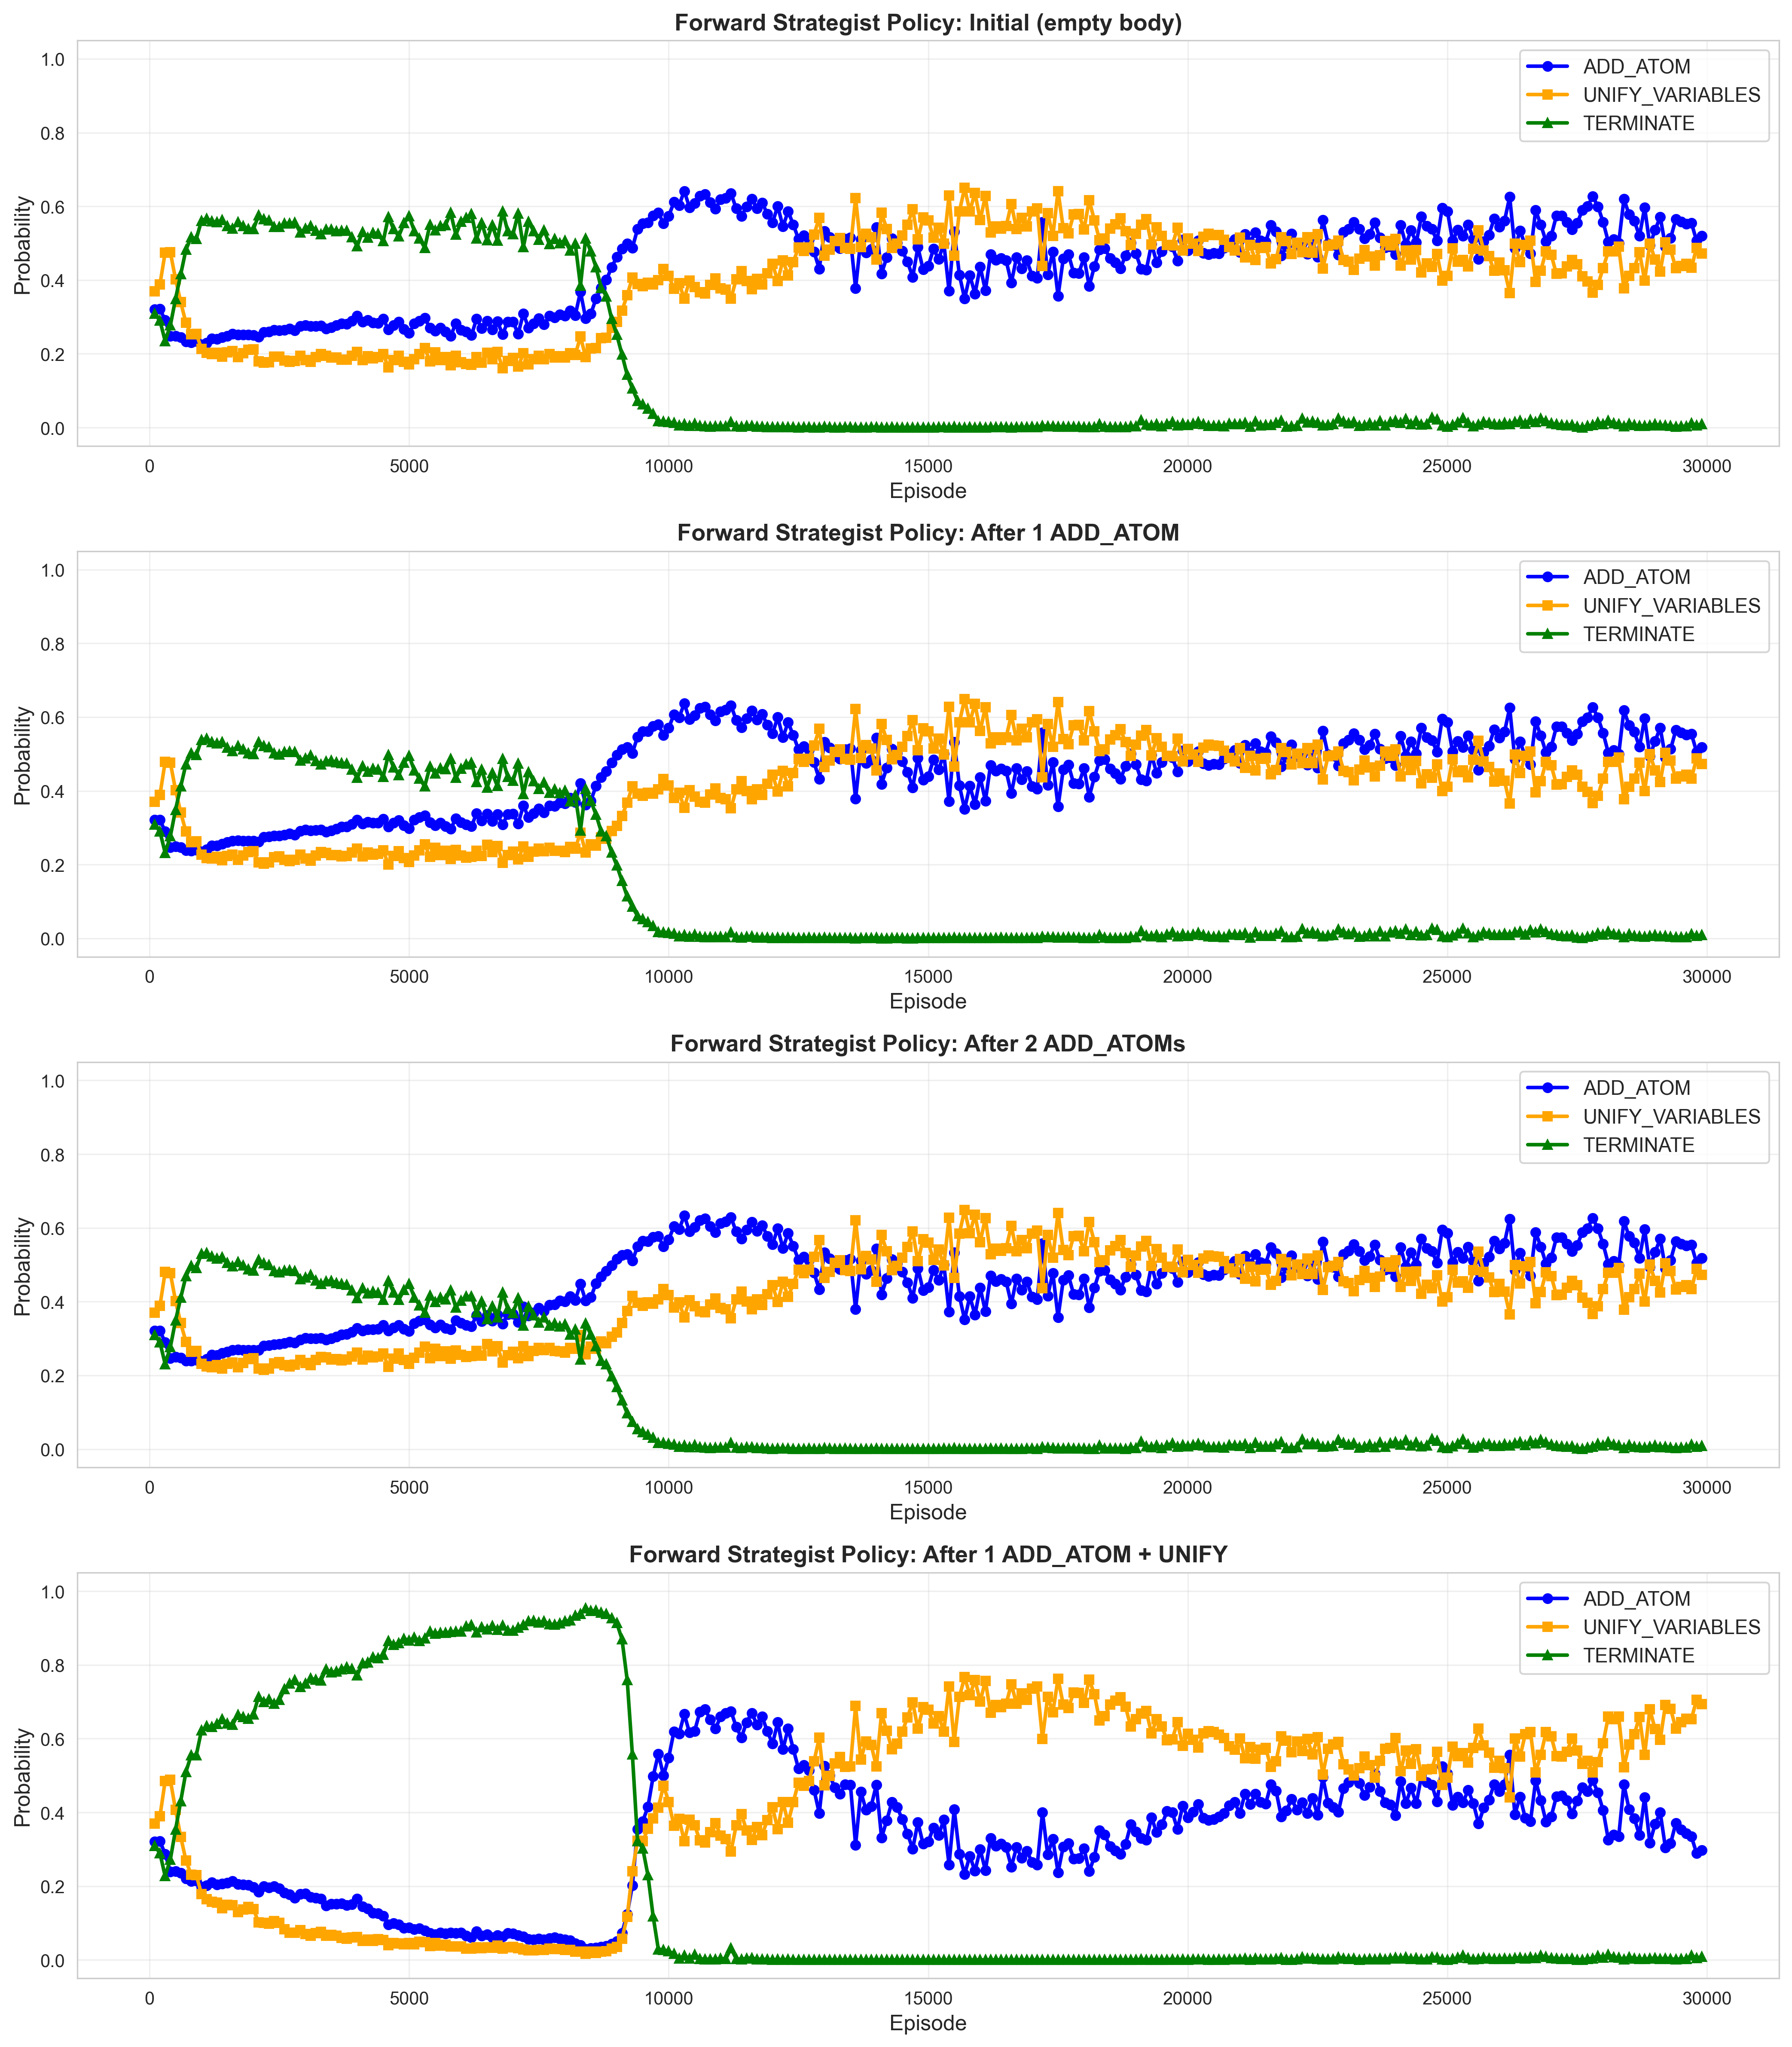 Forward Strategist Policy: Initial (empty body)
1.0
0.8
0.6
0.4
0.2
0.0
Probability
ADD_ATOM
UNIFY_VARIABLES
TERMINATE
0 5000 10000 15000 20000 25000 30000
Episode
Forward Strategist Policy: After 1 ADD_ATOM
1.0
0.8
0.6
0.4
0.2
0.0
Probability
ADD_ATOM
UNIFY_VARIABLES
TERMINATE
0 5000 10000 15000 20000 25000 30000
Episode
Forward Strategist Policy: After 2 ADD_ATOMs
1.0
0.8
0.6
0.4
0.2
0.0
Probability
ADD_ATOM
UNIFY_VARIABLES
TERMINATE
0 5000 10000 15000 20000 25000 30000
Episode
Forward Strategist Policy: After 1 ADD_ATOM + UNIFY
1.0
0.8
0.6
0.4
0.2
0.0
Probability
ADD_ATOM
UNIFY_VARIABLES
TERMINATE
0 5000 10000 15000 20000 25000 30000
Episode